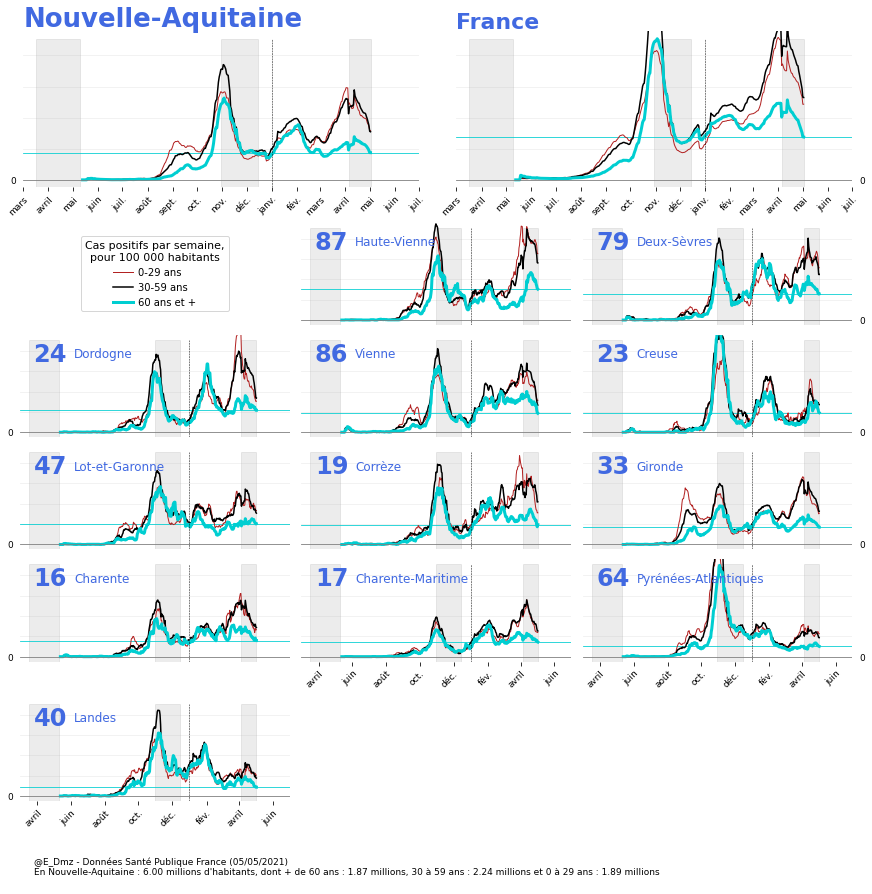 Nouvelle-Aquitaine
France
0
0
mars avril mai juin juil. août sept. oct. nov. déc. janv. fév. mars avril mai juin juil.
mars avril mai juin juil. août sept. oct. nov. déc. janv. fév. mars avril mai juin juil.
Cas positifs par semaine,
pour 100 000 habitants
0-29 ans
30-59 ans
60 ans et +
87 Haute-Vienne
79 Deux-Sèvres
0
24 Dordogne
86 Vienne
23 Creuse
0
0
47 Lot-et-Garonne
19 Corrèze
33 Gironde
0
0
16 Charente
17 Charente-Maritime
64 Pyrénées-Atlantiques
0
0
avril juin août oct. déc. fév. avril juin
avril juin août oct. déc. fév. avril juin
40 Landes
0
avril juin août oct. déc. fév. avril juin
@E_Dmz - Données Santé Publique France (05/05/2021)
En Nouvelle-Aquitaine : 6.00 millions d'habitants, dont + de 60 ans : 1.87 millions, 30 à 59 ans : 2.24 millions et 0 à 29 ans : 1.89 millions